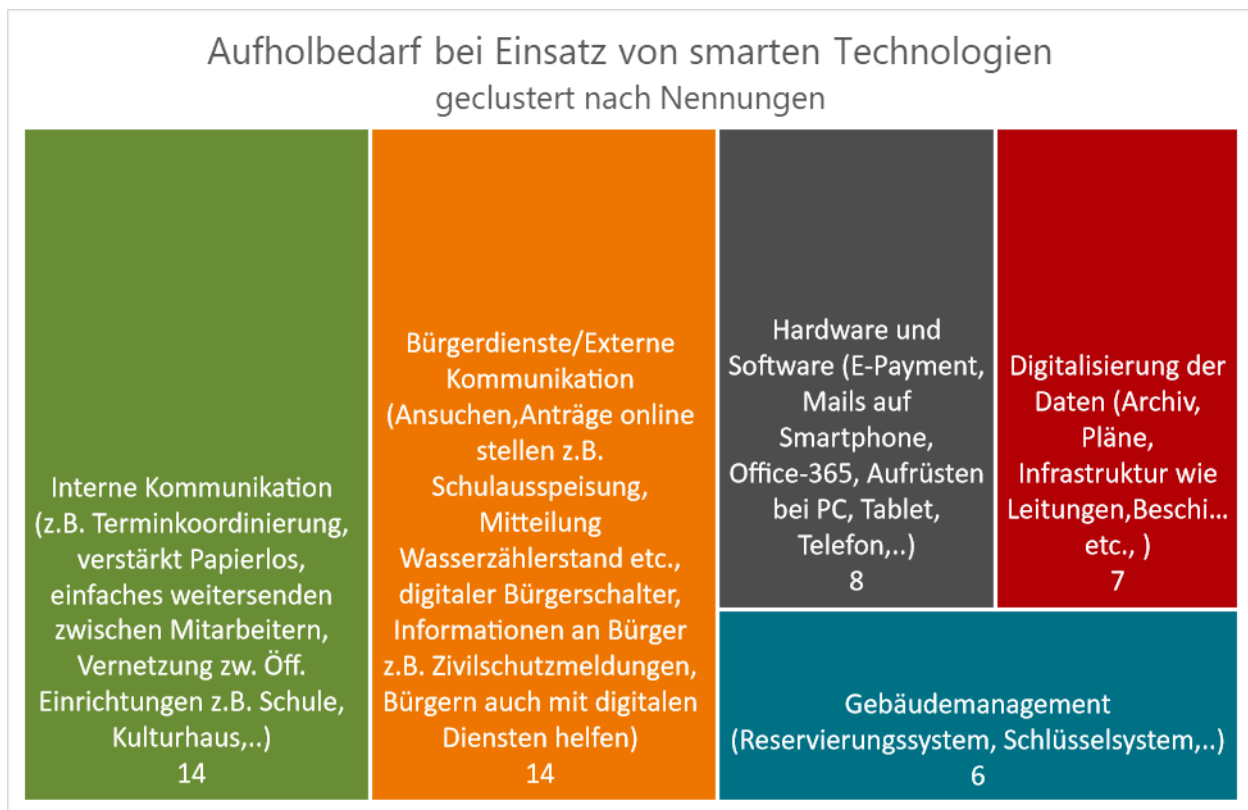 Aufholbedarf bei Einsatz von smarten Technologien
geclustert nach Nennungen
Interne Kommunikation
(z.B. Terminkoordinierung,
verstärkt Papierlos,
einfaches weitersenden
zwischen Mitarbeitern,
Vernetzung zw. Öff.
Einrichtungen z.B. Schule,
Kulturhaus,..)
14
Bürgerdienste/Externe
Kommunikation
(Ansuchen,Anträge online
stellen z.B.
Schulausspeisung,
Mitteilung
Wasserzählerstand etc.,
digitaler Bürgerschalter,
Informationen an Bürger
z.B. Zivilschutzmeldungen,
Bürgern auch mit digitalen
Diensten helfen)
14
Hardware und
Software (E-Payment,
Mails auf
Smartphone,
Office-365, Aufrüsten
bei PC, Tablet,
Telefon,..)
8
Digitalisierung der
Daten (Archiv,
Pläne,
Infrastruktur wie
Leitungen,Beschi...
etc., )
7
Gebäudemanagement
(Reservierungssystem, Schlüsselsystem,..)
6